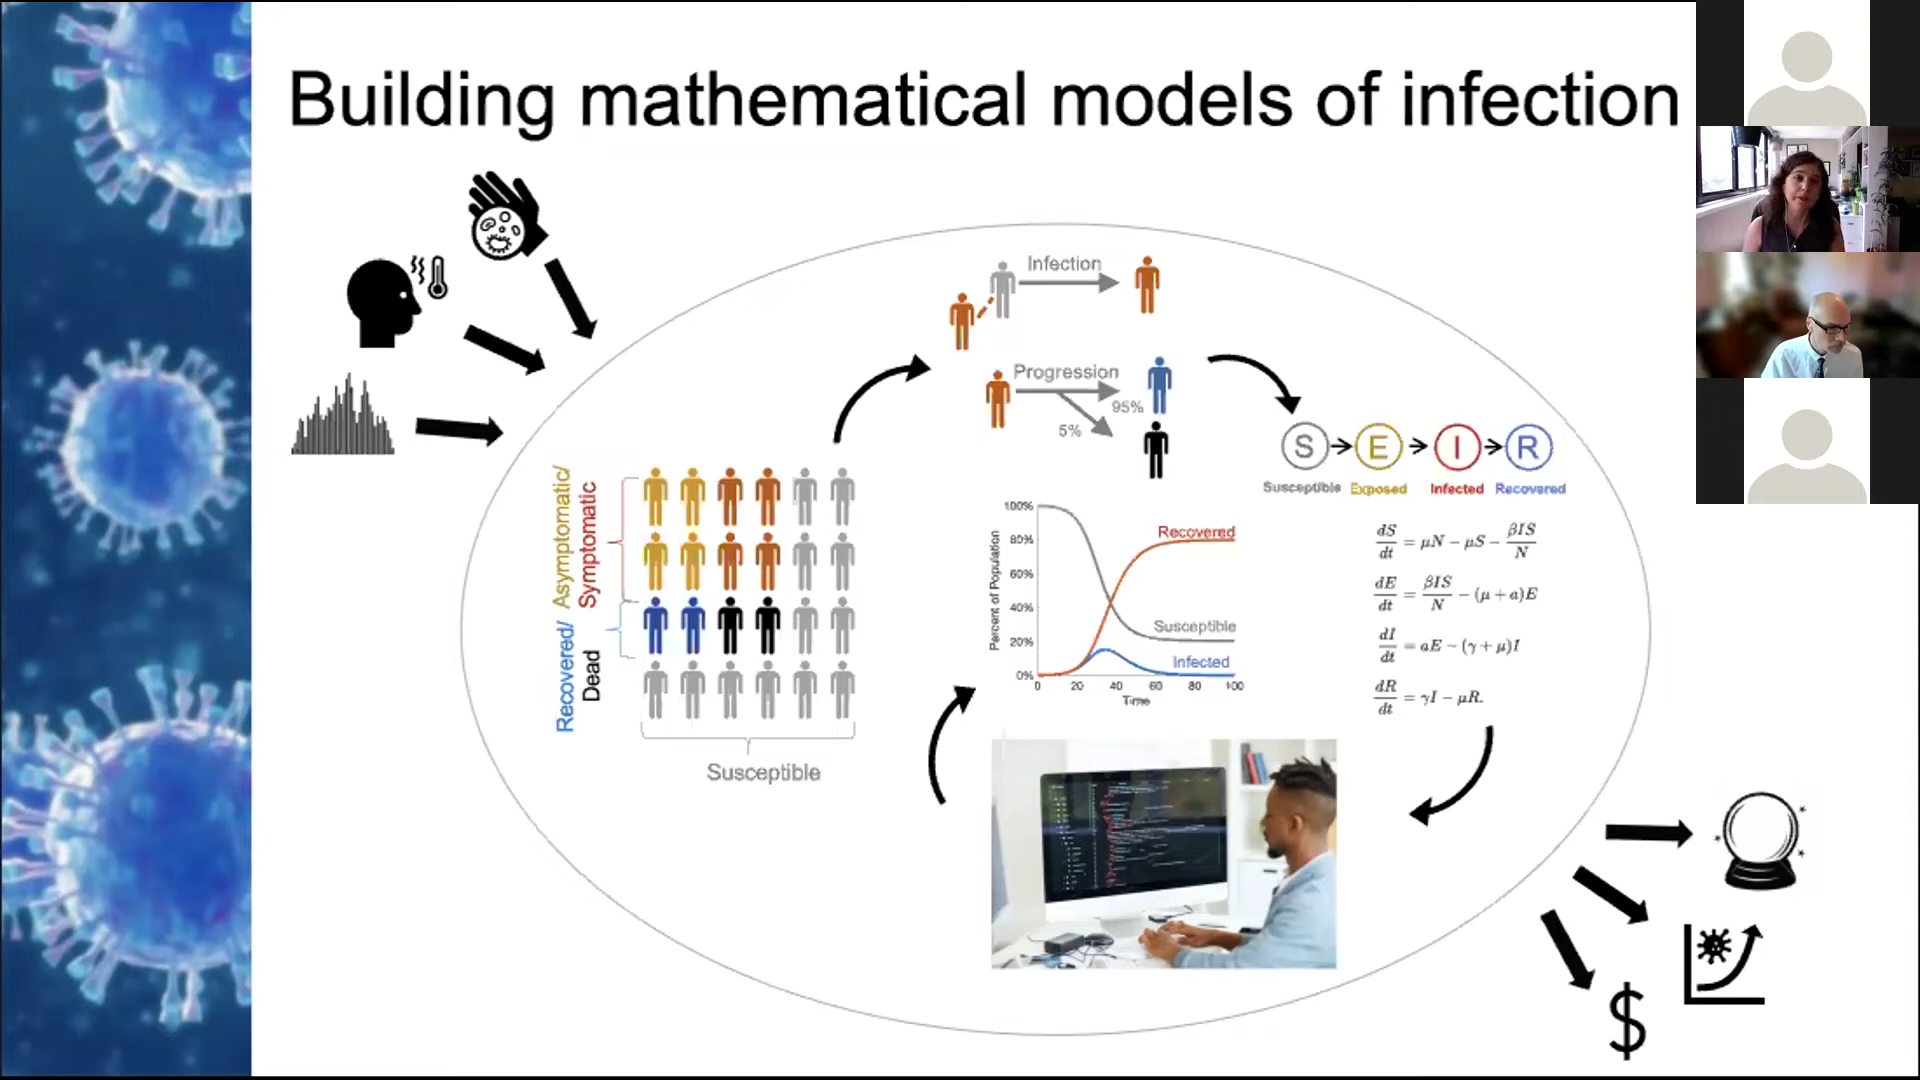 Building mathematical models of infection
Infection
Progression
95%
5%
S
E
I
R
Susceptible
Exposed
Infected
Recovered
Asymptomatic/
Symptomatic
Recovered/
Dead
Susceptible
100%
80%
60%
40%
20%
0%
Percent of Population
Recovered
Susceptible
Infected
0 20 40 60 80 100
Time
dS/dt = μN − μS − βIS/N
dE/dt = βIS/N − (μ + a)E
dI/dt = aE − (γ + μ)I
dR/dt = γI − μR.
$